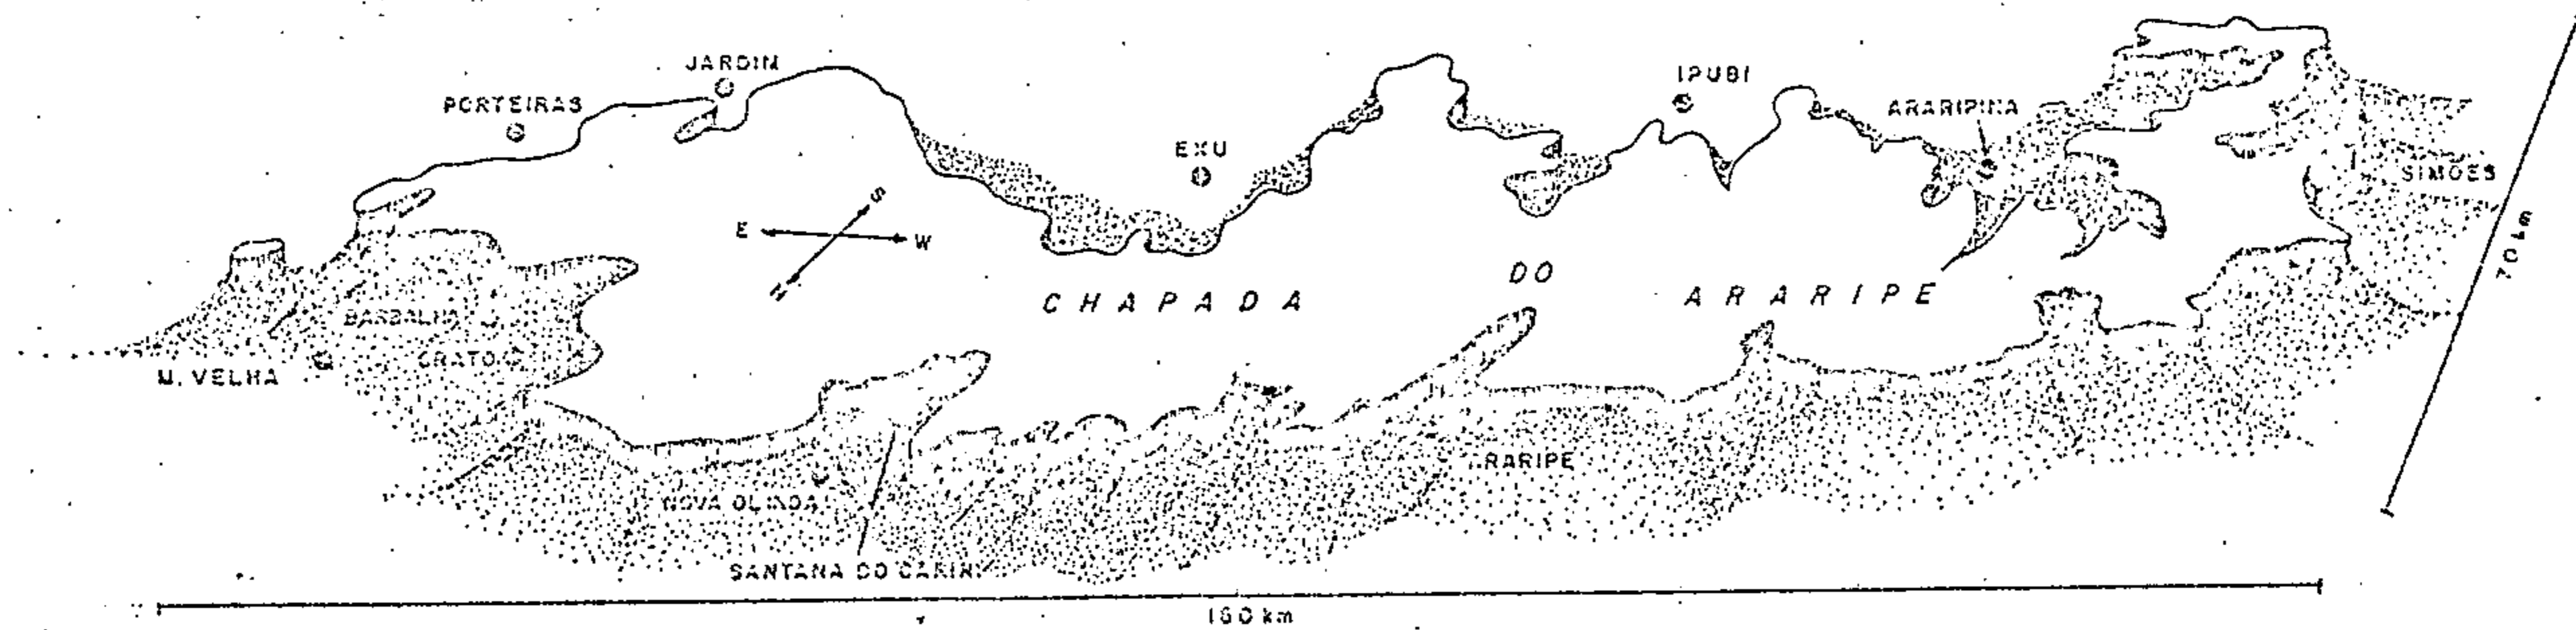 JARDIM
PORTEIRAS
IPUBI
ARARIPINA
EXU
SIMÕES
S
E
W
N
70 km
CHAPADA
DO
ARARIPE
BARBALHA
CRATO
M. VELHA
RARIPE
NOVA OLINDA
SANTANA DO CARIRI
160 km